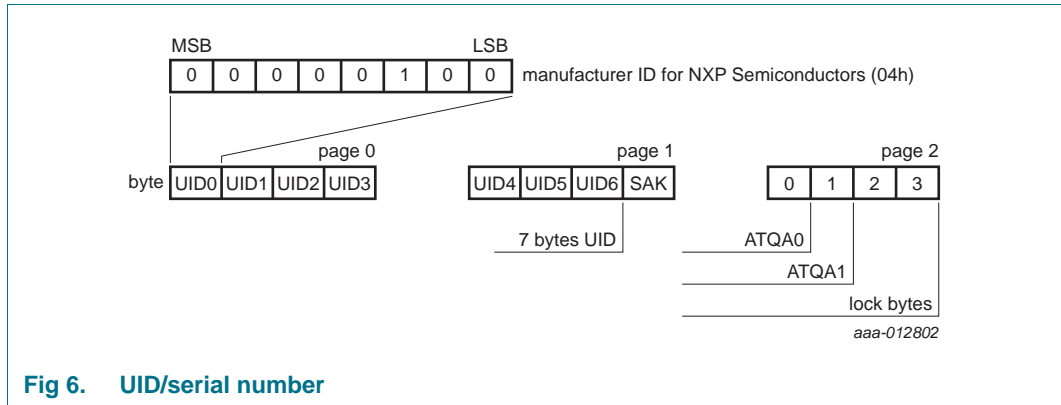 MSB LSB
0 0 0 0 0 1 0 0 manufacturer ID for NXP Semiconductors (04h)
page 0 page 1 page 2
byte UID0 UID1 UID2 UID3 UID4 UID5 UID6 SAK 0 1 2 3
7 bytes UID ATQA0
ATQA1
lock bytes
aaa-012802
Fig 6. UID/serial number